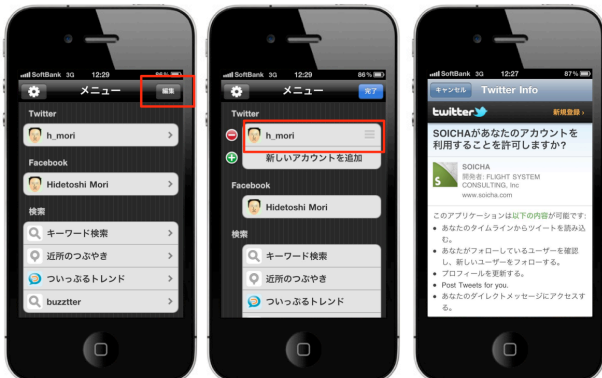 SoftBank 3G 12:29 86%
メニュー 編集
Twitter
h_mori
Facebook
Hidetoshi Mori
検索
キーワード検索
近所のつぶやき
ついっぷるトレンド
buzztter
SoftBank 3G 12:29 86%
メニュー 完了
Twitter
h_mori
新しいアカウントを追加
Facebook
Hidetoshi Mori
検索
キーワード検索
近所のつぶやき
ついっぷるトレンド
SoftBank 3G 12:27 87%
キャンセル Twitter Info
twitter 新規登録 ›
SOICHAがあなたのアカウントを
利用することを許可しますか?
S
SOICHA
開発者: FLIGHT SYSTEM
CONSULTING, Inc
www.soicha.com
このアプリケーションは以下の内容が可能です:
• あなたのタイムラインからツイートを読み込
む。
• あなたがフォローしているユーザーを確認
し、新しいユーザーをフォローする。
• プロフィールを更新する。
• Post Tweets for you.
• あなたのダイレクトメッセージにアクセスす
る。